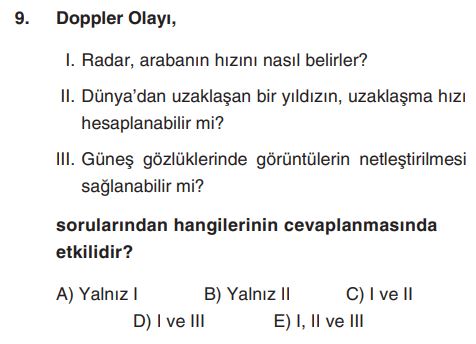 9. Doppler Olayı,
I. Radar, arabanın hızını nasıl belirler?
II. Dünya'dan uzaklaşan bir yıldızın, uzaklaşma hızı
hesaplanabilir mi?
III. Güneş gözlüklerinde görüntülerin netleştirilmesi
sağlanabilir mi?
sorularından hangilerinin cevaplanmasında
etkilidir?
A) Yalnız I B) Yalnız II C) I ve II
D) I ve III E) I, II ve III